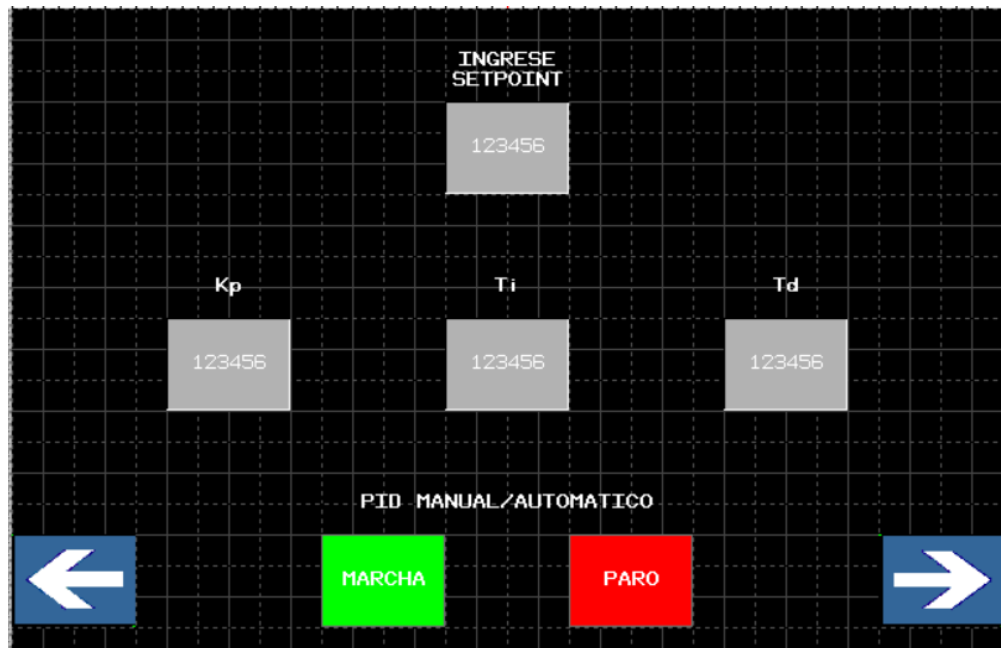 INGRESE
SETPOINT
123456
Kp
Ti
Td
123456
123456
123456
PID MANUAL/AUTOMATICO
MARCHA
PARO